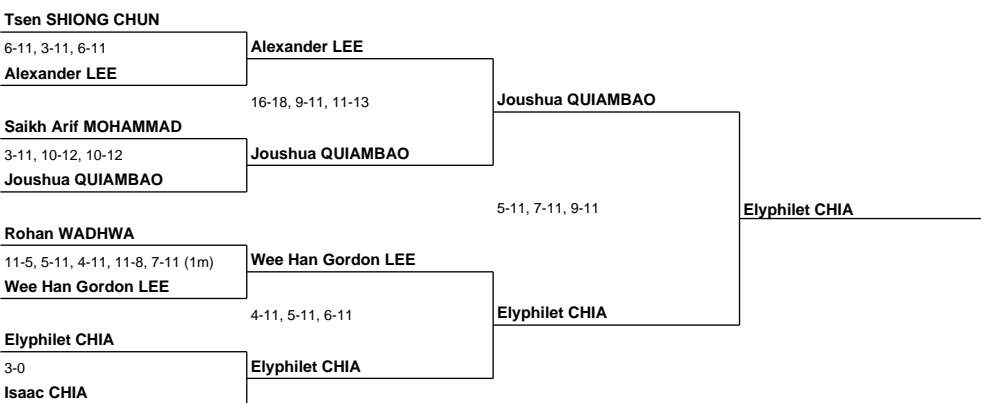 Tsen SHIONG CHUN
6-11, 3-11, 6-11
Alexander LEE
Alexander LEE
16-18, 9-11, 11-13
Joushua QUIAMBAO
Saikh Arif MOHAMMAD
3-11, 10-12, 10-12
Joushua QUIAMBAO
Joushua QUIAMBAO
5-11, 7-11, 9-11
Elyphilet CHIA
Rohan WADHWA
11-5, 5-11, 4-11, 11-8, 7-11 (1m)
Wee Han Gordon LEE
Wee Han Gordon LEE
4-11, 5-11, 6-11
Elyphilet CHIA
Elyphilet CHIA
3-0
Elyphilet CHIA
Isaac CHIA